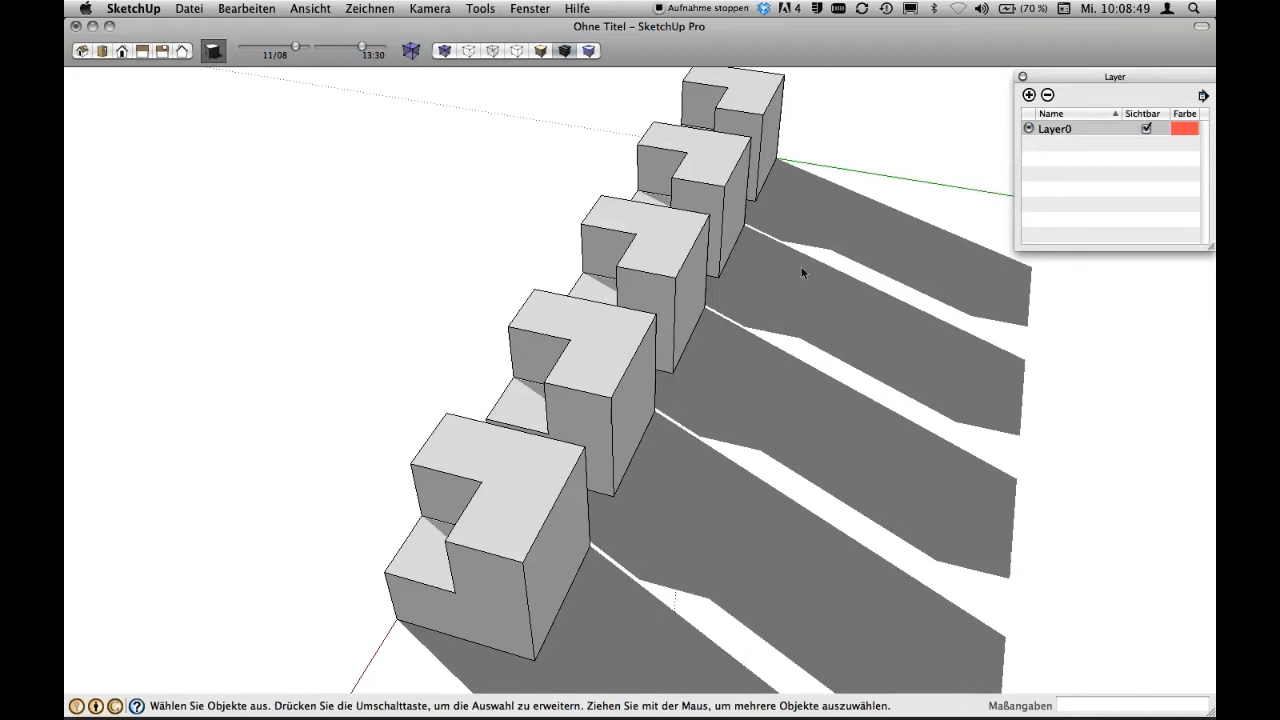 SketchUp Datei Bearbeiten Ansicht Zeichnen Kamera Tools Fenster Hilfe Aufnahme stoppen 4 (70 %) Mi. 10:08:49
Ohne Titel - SketchUp Pro
11/08 13:30
Layer
Name Sichtbar Farbe
Layer0
Wählen Sie Objekte aus. Drücken Sie die Umschalttaste, um die Auswahl zu erweitern. Ziehen Sie mit der Maus, um mehrere Objekte auszuwählen. Maßangaben